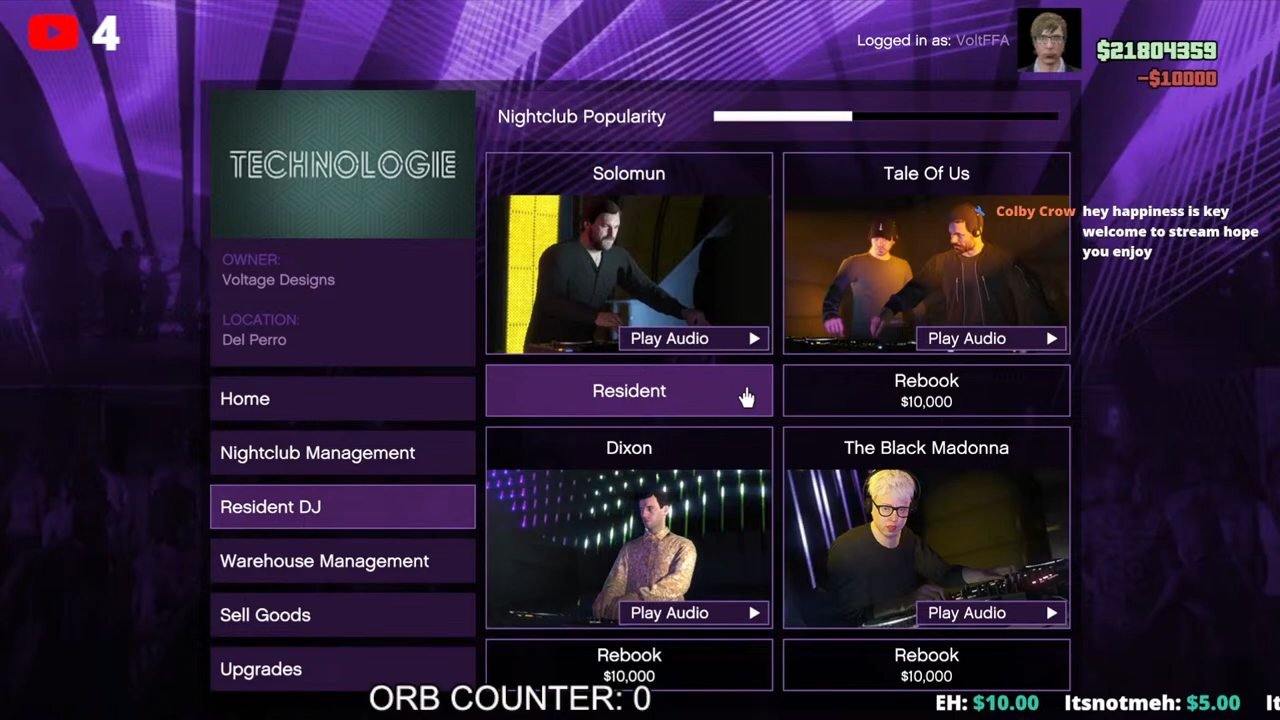 4
Logged in as: VoltFFA
$21804359
-$10000
TECHNOLOGIE
OWNER:
Voltage Designs
LOCATION:
Del Perro
Home
Nightclub Management
Resident DJ
Warehouse Management
Sell Goods
Upgrades
Nightclub Popularity
Solomun
Play Audio
Resident
Tale Of Us
Play Audio
Rebook
$10,000
Dixon
Play Audio
Rebook
$10,000
The Black Madonna
Play Audio
Rebook
$10,000
Colby Crow hey happiness is key
welcome to stream hope
you enjoy
ORB COUNTER: 0
EH: $10.00 Itsnotmeh: $5.00 It